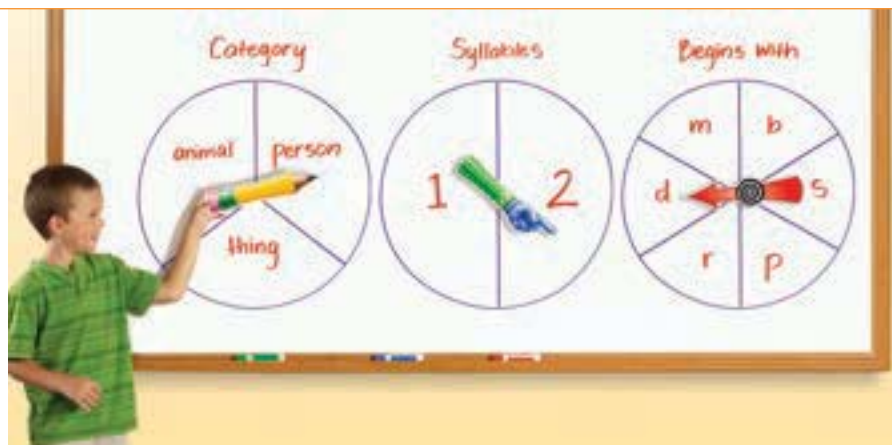 Category
Syllables
Begins with
animal
person
thing
1
2
m
b
d
s
r
p